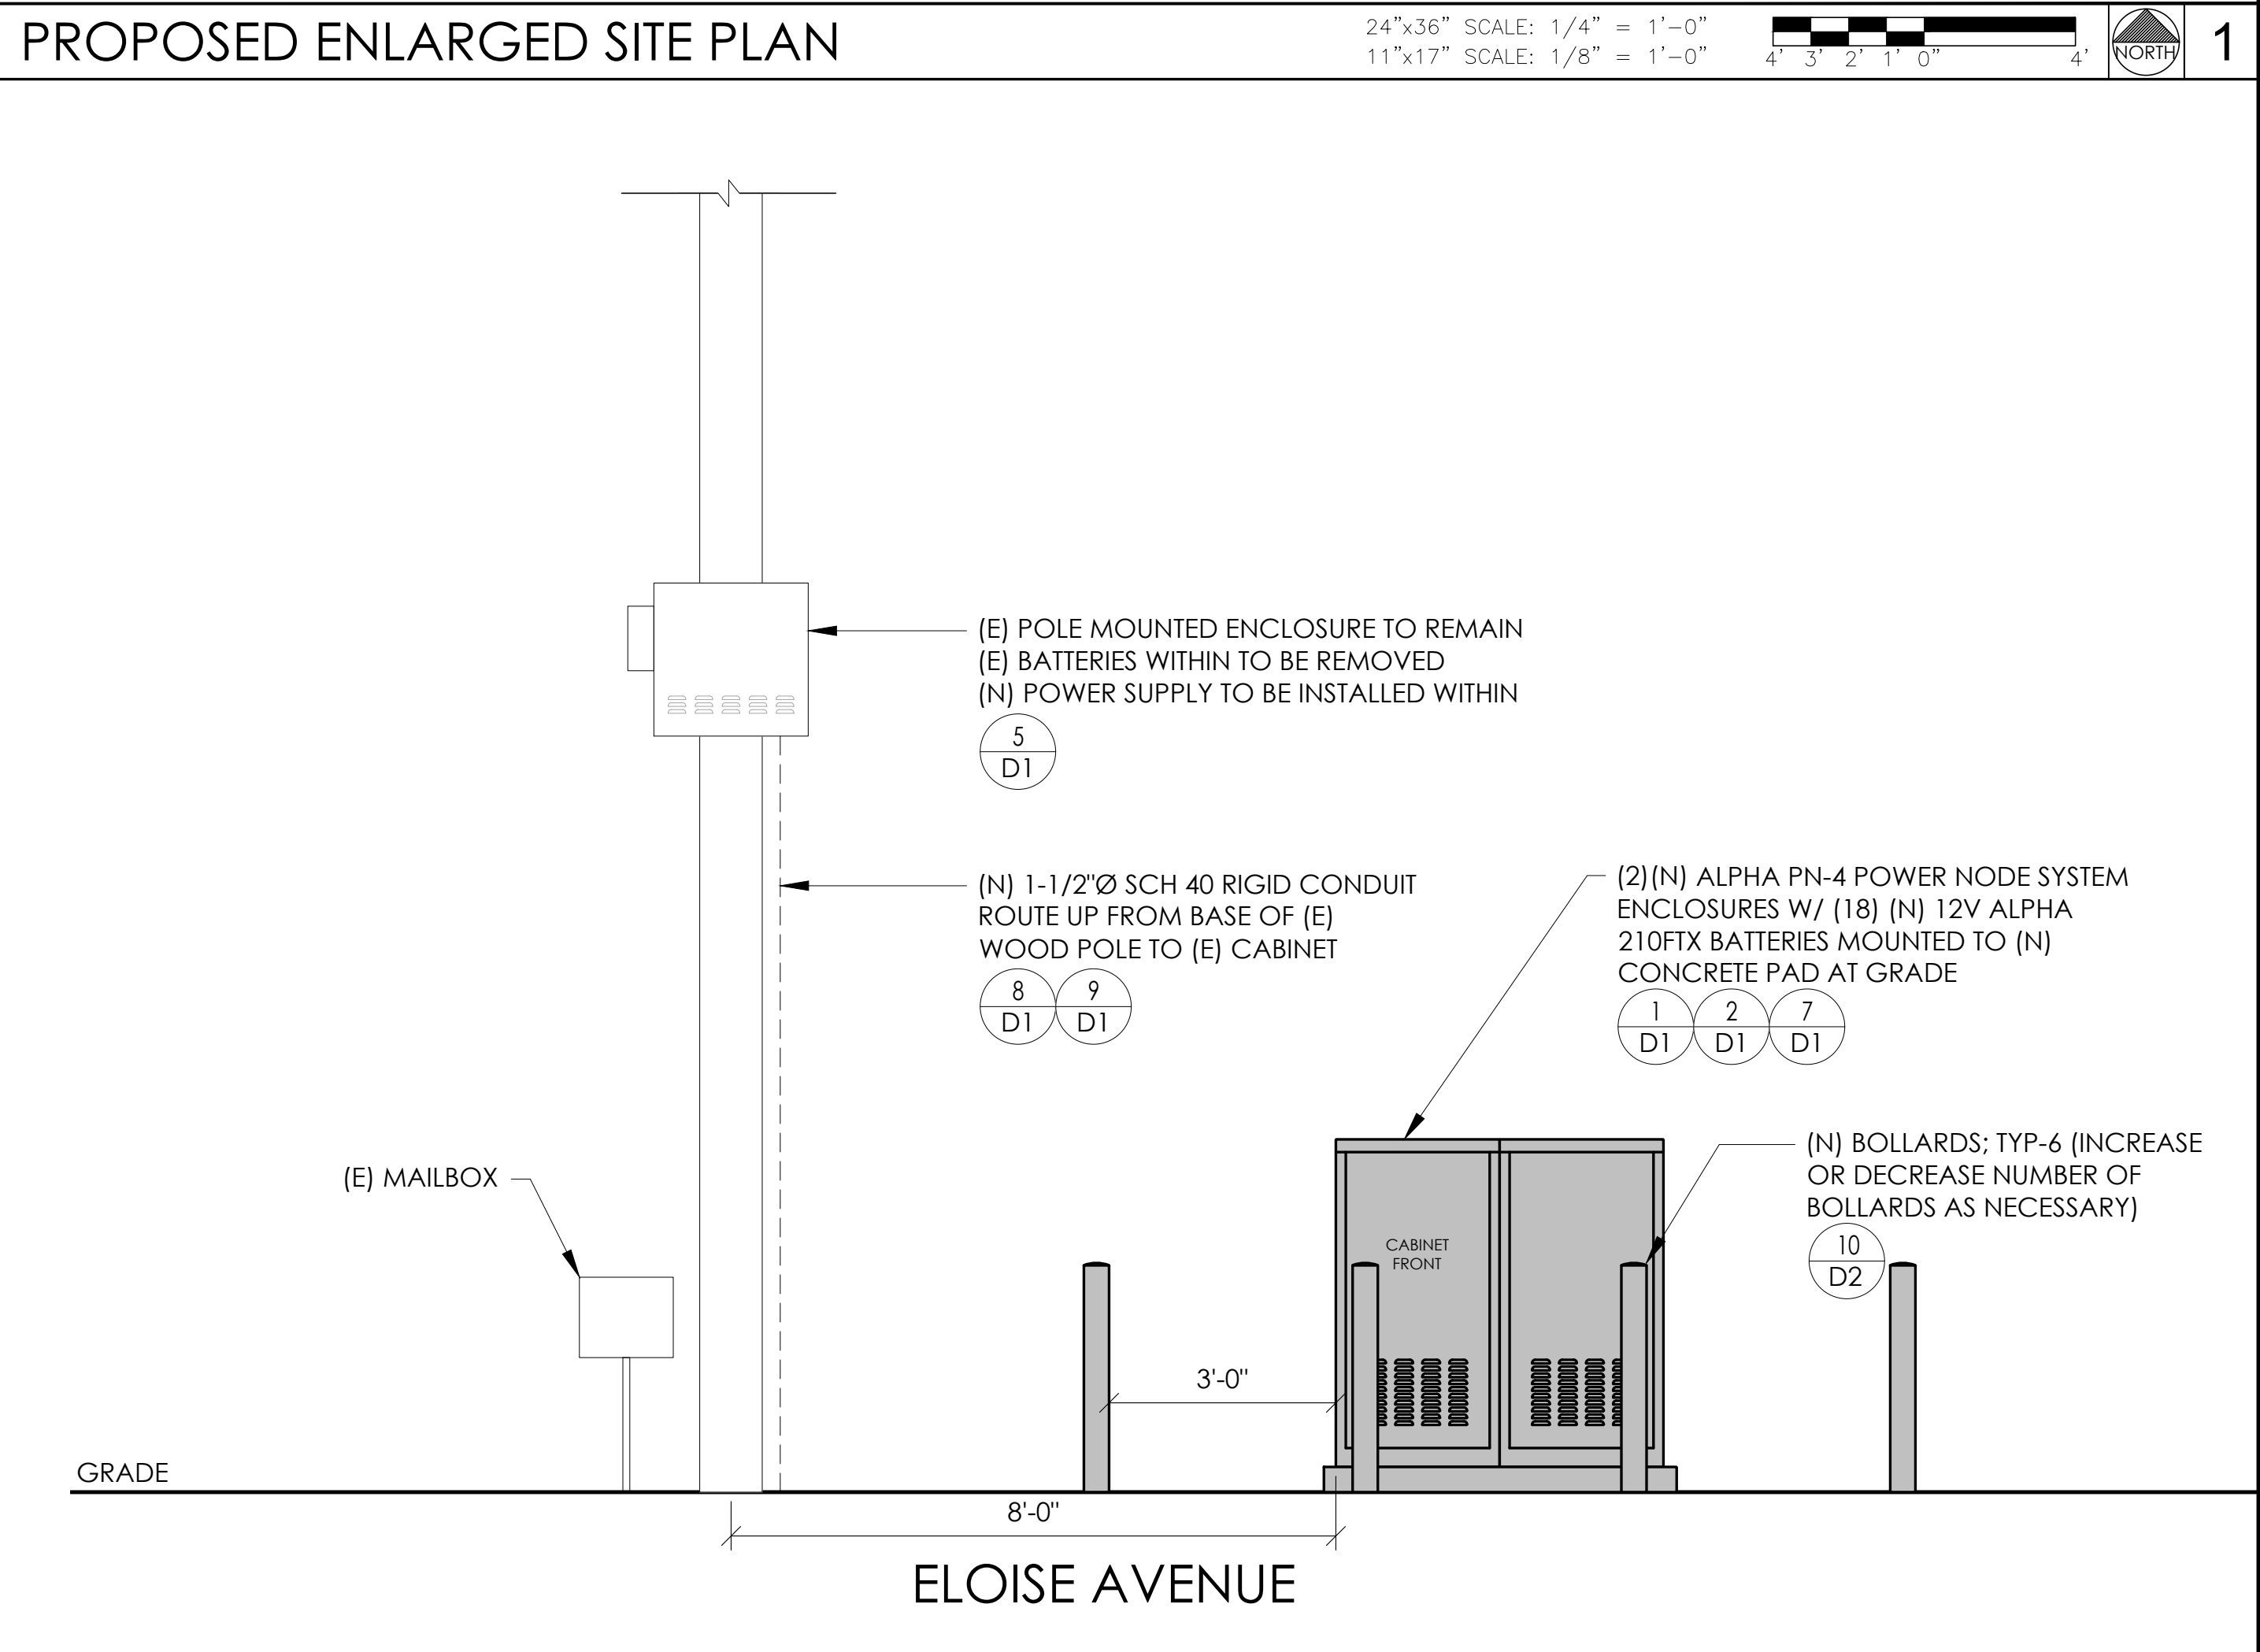 PROPOSED ENLARGED SITE PLAN
24"x36" SCALE: 1/4" = 1'-0"
11"x17" SCALE: 1/8" = 1'-0"
4' 3' 2' 1' 0" 4'
NORTH
1
(E) POLE MOUNTED ENCLOSURE TO REMAIN
(E) BATTERIES WITHIN TO BE REMOVED
(N) POWER SUPPLY TO BE INSTALLED WITHIN
5
D1
(N) 1-1/2"Ø SCH 40 RIGID CONDUIT
ROUTE UP FROM BASE OF (E)
WOOD POLE TO (E) CABINET
8 9
D1 D1
(2)(N) ALPHA PN-4 POWER NODE SYSTEM
ENCLOSURES W/ (18) (N) 12V ALPHA
210FTX BATTERIES MOUNTED TO (N)
CONCRETE PAD AT GRADE
1 2 7
D1 D1 D1
(N) BOLLARDS; TYP-6 (INCREASE
OR DECREASE NUMBER OF
BOLLARDS AS NECESSARY)
10
D2
(E) MAILBOX
CABINET
FRONT
3'-0"
GRADE
8'-0"
ELOISE AVENUE